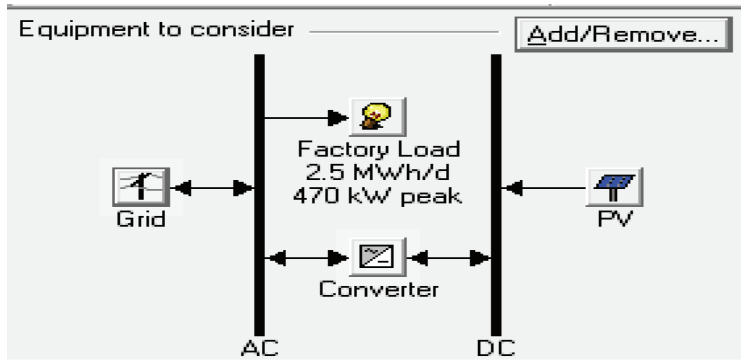 Equipment to consider
Add/Remove...
Factory Load
2.5 MWh/d
470 kW peak
Grid
PV
Converter
AC
DC